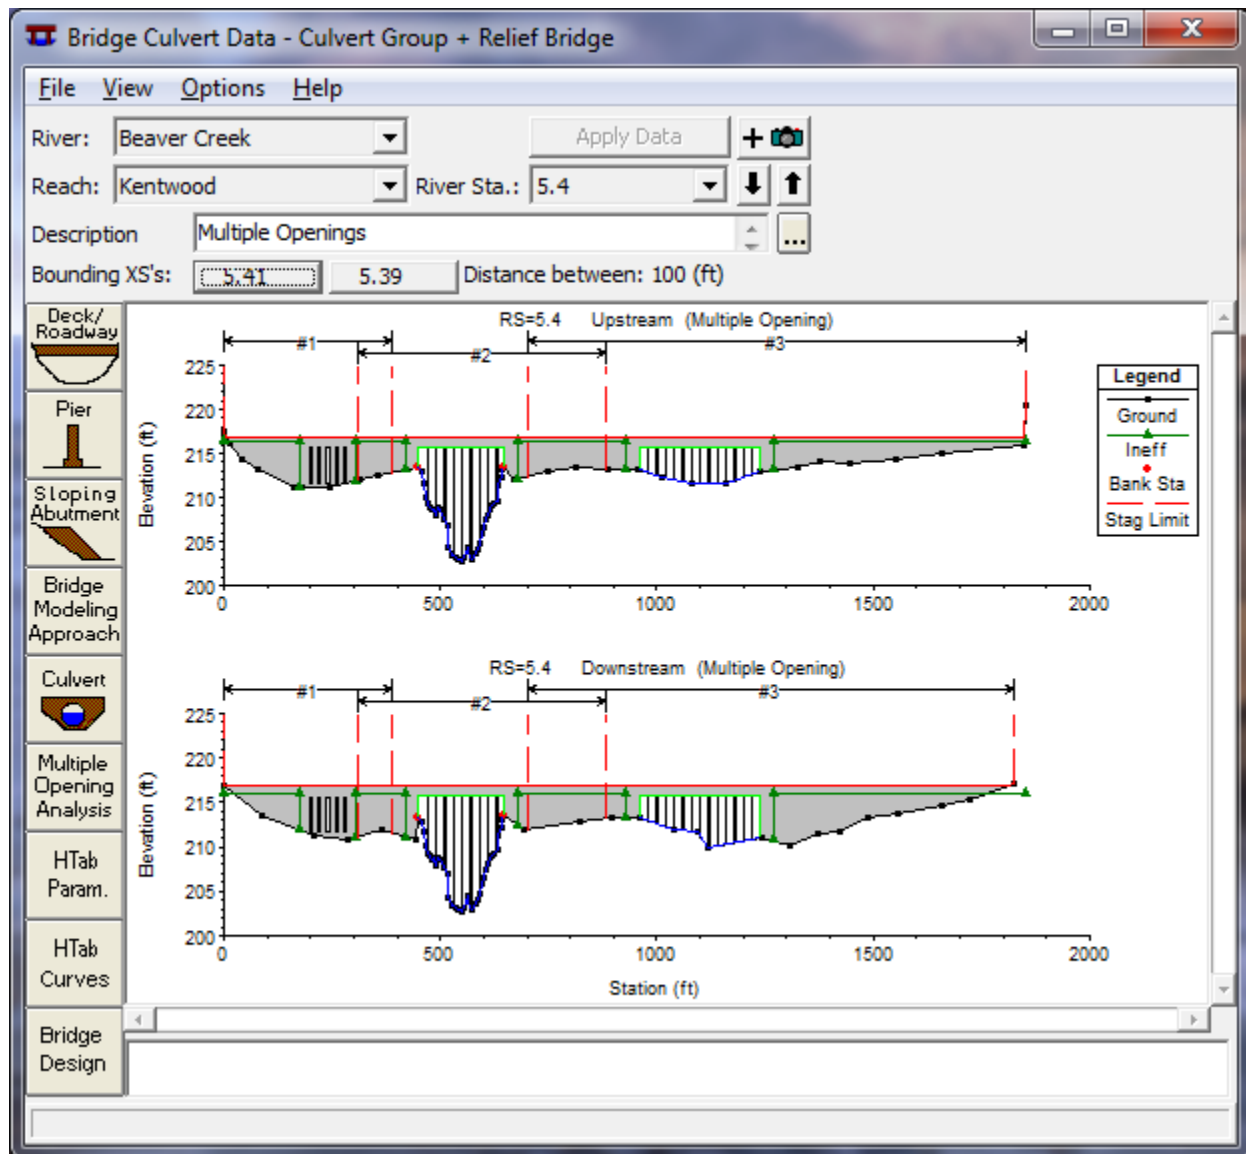 Bridge Culvert Data - Culvert Group + Relief Bridge
File View Options Help
River: Beaver Creek Apply Data +
Reach: Kentwood River Sta.: 5.4
Description Multiple Openings ...
Bounding XS's: 5.41 5.39 Distance between: 100 (ft)
Deck/
Roadway
Pier
Sloping
Abutment
Bridge
Modeling
Approach
Culvert
Multiple
Opening
Analysis
HTab
Param.
HTab
Curves
Bridge
Design
RS=5.4 Upstream (Multiple Opening)
#1 #2 #3
Elevation (ft)
225
220
215
210
205
200
0 500 1000 1500 2000
Legend
Ground
Ineff
Bank Sta
Stag Limit
RS=5.4 Downstream (Multiple Opening)
#1 #2 #3
Elevation (ft)
225
220
215
210
205
200
0 500 1000 1500 2000
Station (ft)